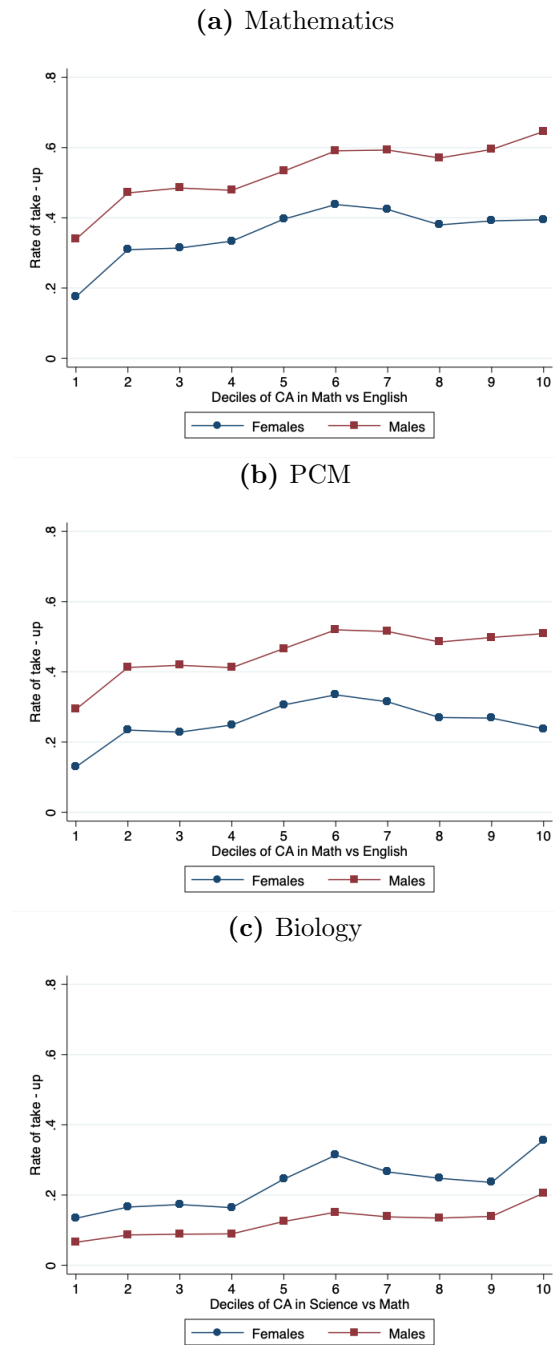 (a) Mathematics
.8
.6
.4
.2
0
Rate of take - up
1 2 3 4 5 6 7 8 9 10
Deciles of CA in Math vs English
Females Males
(b) PCM
.8
.6
.4
.2
0
Rate of take - up
1 2 3 4 5 6 7 8 9 10
Deciles of CA in Math vs English
Females Males
(c) Biology
.8
.6
.4
.2
0
Rate of take - up
1 2 3 4 5 6 7 8 9 10
Deciles of CA in Science vs Math
Females Males